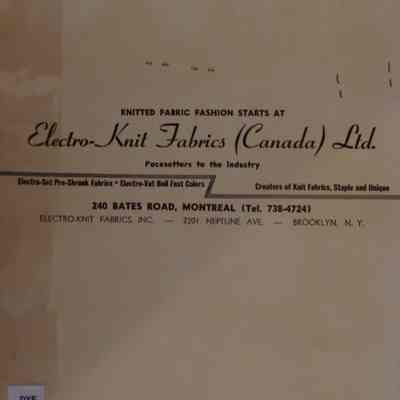 KNITTED FABRIC FASHION STARTS AT
Electro-Knit Fabrics (Canada) Ltd.
Pacesetters to the Industry
Electro-Set Pre-Shrunk Fabrics • Electro-Vat Boil Fast Colors
Creators of Knit Fabrics, Staple and Unique
240 BATES ROAD, MONTREAL (Tel. 738-4724)
ELECTRO-KNIT FABRICS, INC. — 3201 NEPTUNE AVE. — BROOKLYN, N. Y.